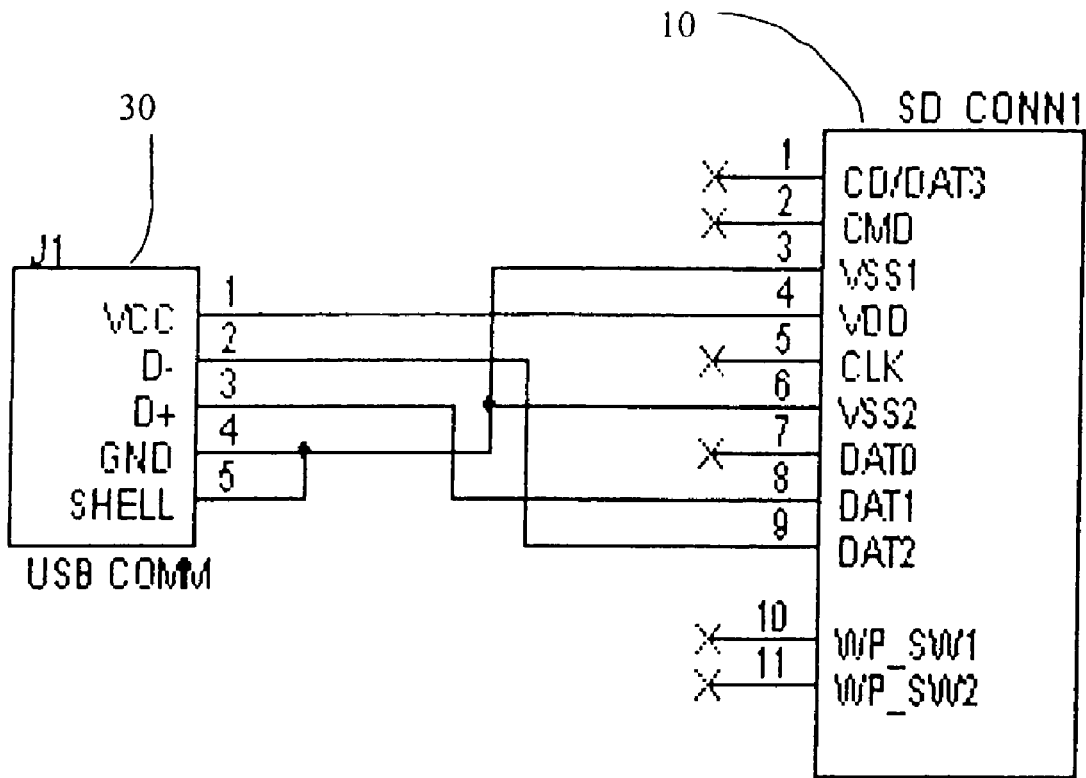 10
SD CONN1
30
J1
1 VCC
2 D-
3 D+
4 GND
5 SHELL
USB COMM
1 CD/DAT3
2 CMD
3 VSS1
4 VDD
5 CLK
6 VSS2
7 DAT0
8 DAT1
9 DAT2
10 WP_SW1
11 WP_SW2